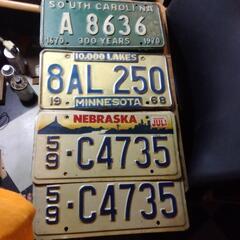 SOUTH CAROLINA
A 8636
1670 300 YEARS 1970
10,000 LAKES
8AL 250
19 MINNESOTA 68
NEBRASKA
59 C4735
59 C4735